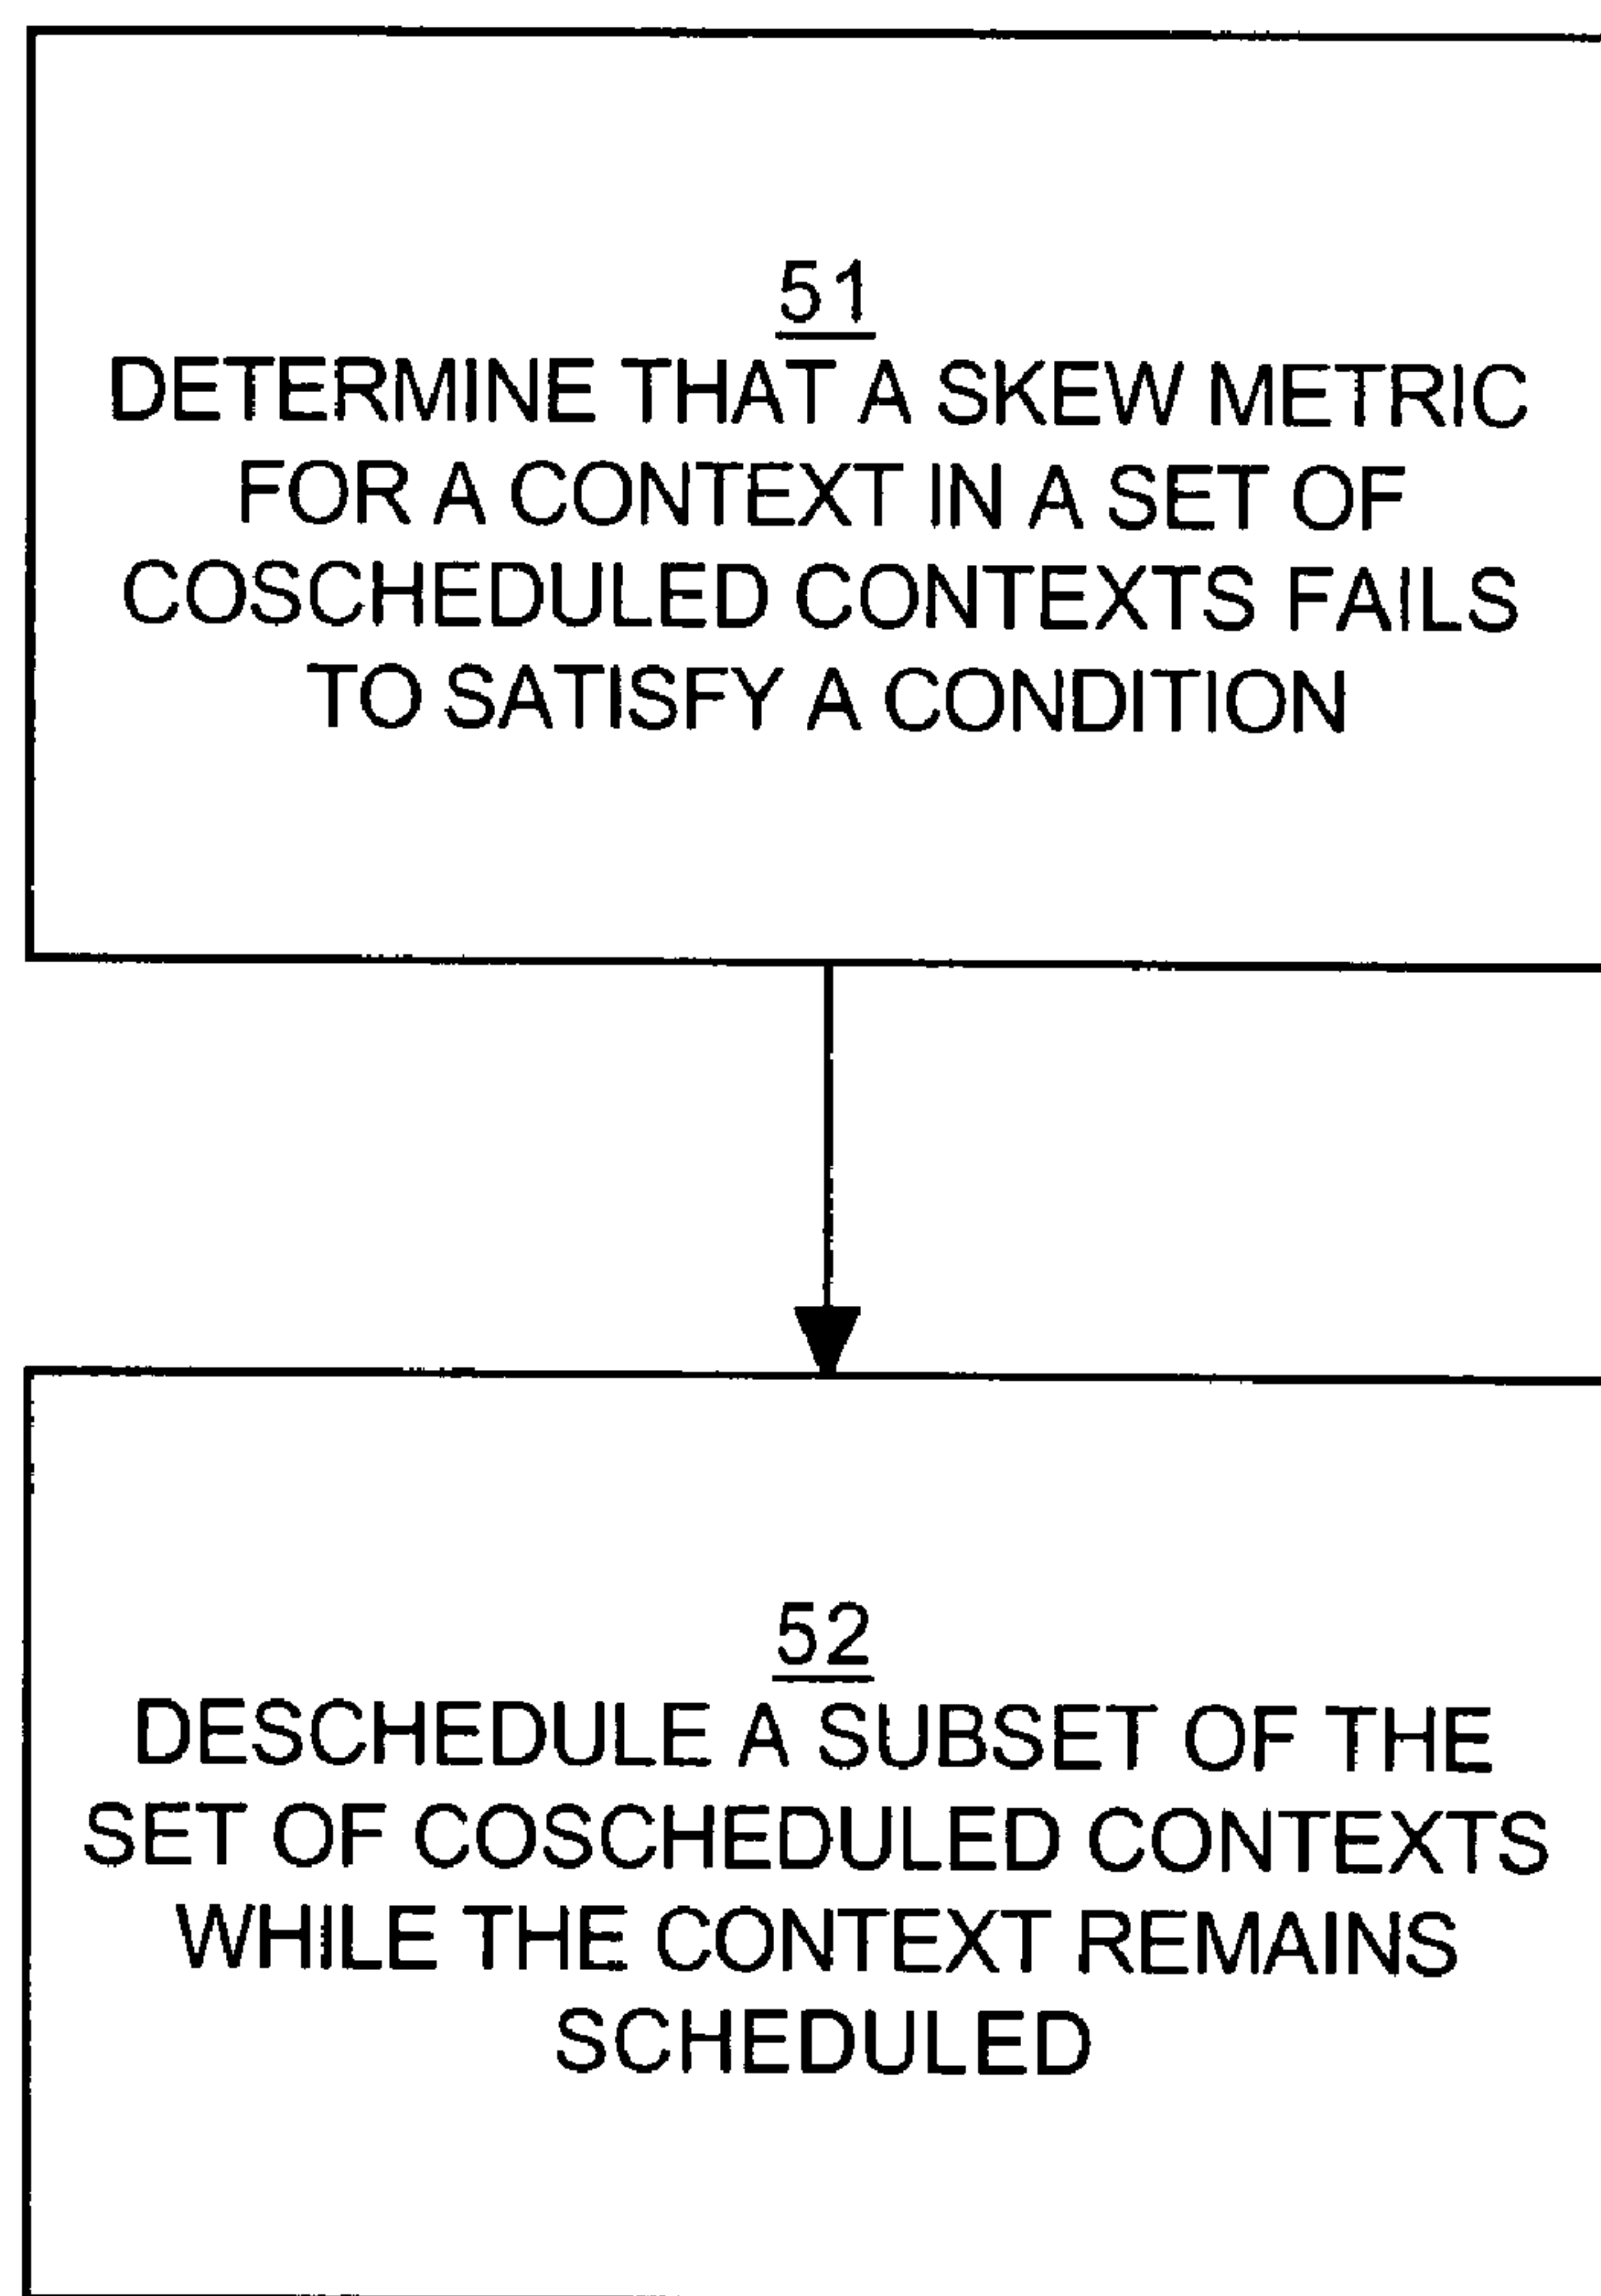 51
DETERMINE THAT A SKEW METRIC
FOR A CONTEXT IN A SET OF
COSCHEDULED CONTEXTS FAILS
TO SATISFY A CONDITION
52
DESCHEDULE A SUBSET OF THE
SET OF COSCHEDULED CONTEXTS
WHILE THE CONTEXT REMAINS
SCHEDULED